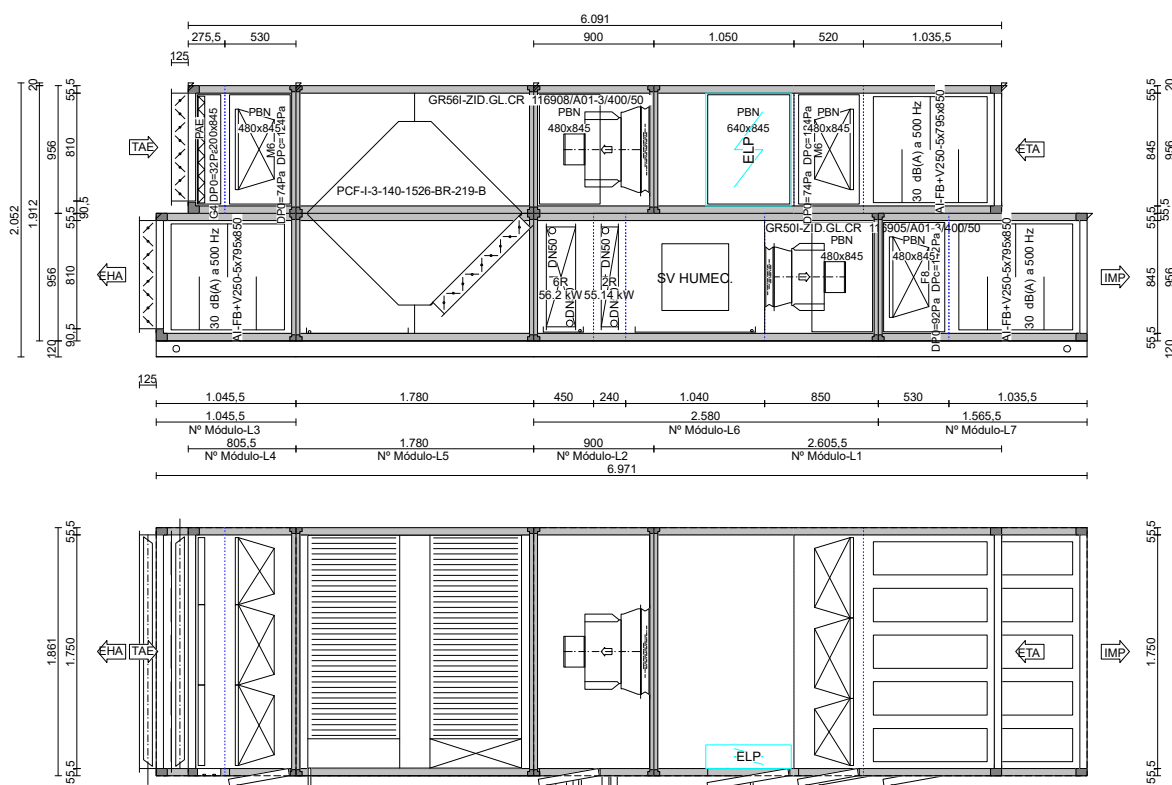 6.091
275,5
530
900
1.050
520
1.035,5
125
20
55,5
55,5
20
GR56I-ZID.GL.CR 116908/A01-3/400/50
PBN
480x845
PBN
480x845
PBN
640x845
PBN
480x845
PAE
G4 DP0=32Pa
200x845
M6
DP0=74Pa DPc=124Pa
ELP
M6
DP0=74Pa DPc=124Pa
30 dB(A) a 500 Hz
AI-FB+V250-5x795x850
TAE
ETA
2.052
1.912
956
810
845
956
PCF-I-3-140-1526-BR-219-B
55,5
90,5
55,5
55,5
GR50I-ZID.GL.CR 116905/A01-3/400/50
PBN
480x845
PBN
480x845
EHA
30 dB(A) a 500 Hz
AI-FB+V250-5x795x850
DN50
DN50
6R
2R
56.2 kW
55.14 kW
DN50
DN50
SV HUMEC.
F8
DP0=92Pa
30 dB(A) a 500 Hz
AI-FB+V250-5x795x850
IMP
956
810
845
956
120
90,5
55,5
120
125
1.045,5
1.780
450
240
1.040
850
530
1.035,5
1.045,5
2.580
1.565,5
Nº Módulo-L3
Nº Módulo-L6
Nº Módulo-L7
805,5
1.780
900
2.605,5
Nº Módulo-L4
Nº Módulo-L5
Nº Módulo-L2
Nº Módulo-L1
6.971
55,5
55,5
1.861
1.750
EHA
TAE
ETA
IMP
1.750
ELP
55,5
55,5